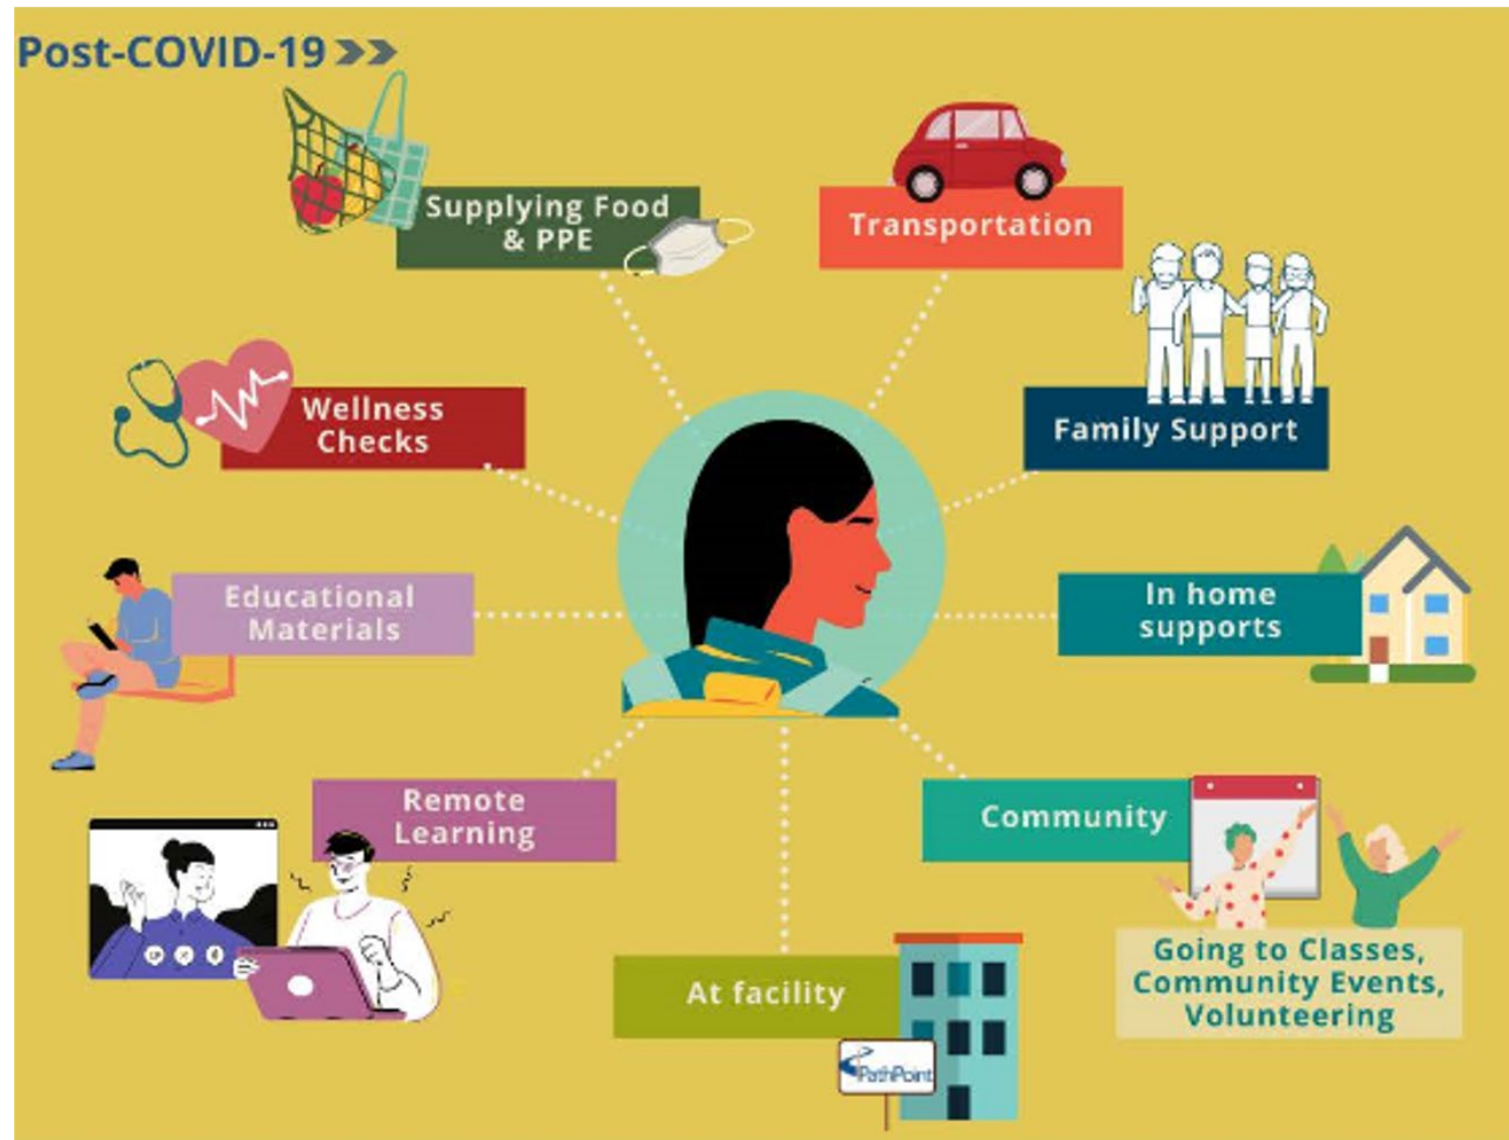 Post-COVID-19
Supplying Food
& PPE
Transportation
Wellness
Checks
Family Support
Educational
Materials
In home
supports
Remote
Learning
Community
Going to Classes,
Community Events,
Volunteering
At facility
PathPoint